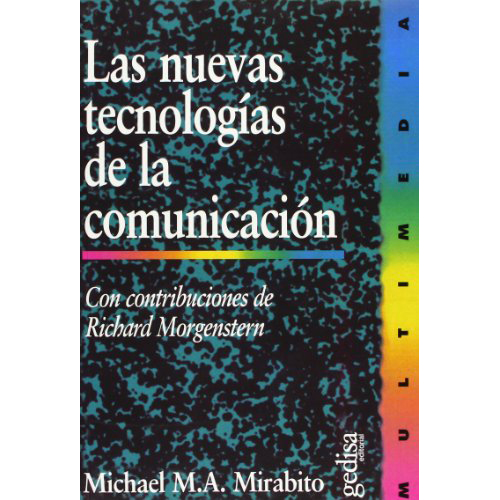 Las nuevas
tecnologías
de la
comunicación
Con contribuciones de
Richard Morgenstern
Michael M.A. Mirabito
gedisa
editorial
MULTIMEDIA